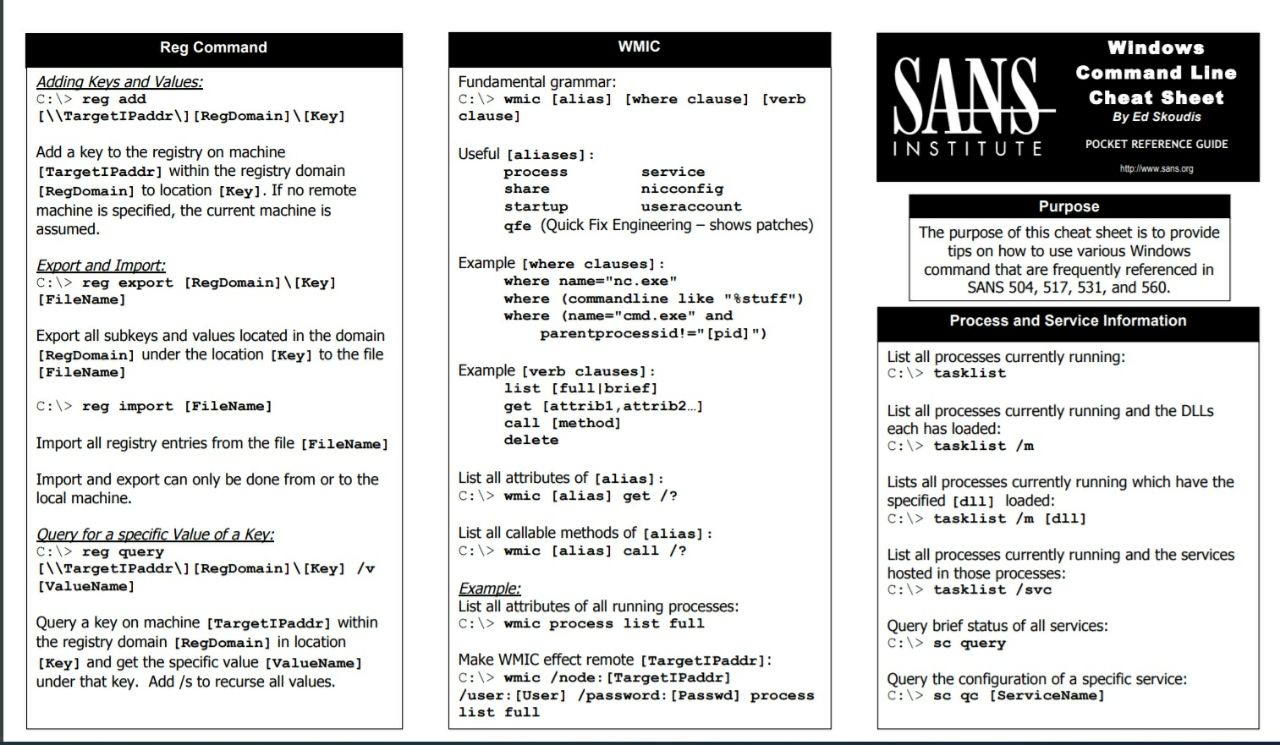 Reg Command
Adding Keys and Values:
C:\> reg add
[\\TargetIPaddr\][RegDomain]\[Key]
Add a key to the registry on machine
[TargetIPaddr] within the registry domain
[RegDomain] to location [Key]. If no remote
machine is specified, the current machine is
assumed.
Export and Import:
C:\> reg export [RegDomain]\[Key]
[FileName]
Export all subkeys and values located in the domain
[RegDomain] under the location [Key] to the file
[FileName]
C:\> reg import [FileName]
Import all registry entries from the file [FileName]
Import and export can only be done from or to the
local machine.
Query for a specific Value of a Key:
C:\> reg query
[\\TargetIPaddr\][RegDomain]\[Key] /v
[ValueName]
Query a key on machine [TargetIPaddr] within
the registry domain [RegDomain] in location
[Key] and get the specific value [ValueName]
under that key. Add /s to recurse all values.
WMIC
Fundamental grammar:
C:\> wmic [alias] [where clause] [verb
clause]
Useful [aliases]:
process service
share nicconfig
startup useraccount
qfe (Quick Fix Engineering – shows patches)
Example [where clauses]:
where name="nc.exe"
where (commandline like "%stuff")
where (name="cmd.exe" and
parentprocessid!="[pid]")
Example [verb clauses]:
list [full|brief]
get [attrib1,attrib2…]
call [method]
delete
List all attributes of [alias]:
C:\> wmic [alias] get /?
List all callable methods of [alias]:
C:\> wmic [alias] call /?
Example:
List all attributes of all running processes:
C:\> wmic process list full
Make WMIC effect remote [TargetIPaddr]:
C:\> wmic /node:[TargetIPaddr]
/user:[User] /password:[Passwd] process
list full
SANS
INSTITUTE
Windows
Command Line
Cheat Sheet
By Ed Skoudis
POCKET REFERENCE GUIDE
http://www.sans.org
Purpose
The purpose of this cheat sheet is to provide
tips on how to use various Windows
command that are frequently referenced in
SANS 504, 517, 531, and 560.
Process and Service Information
List all processes currently running:
C:\> tasklist
List all processes currently running and the DLLs
each has loaded:
C:\> tasklist /m
Lists all processes currently running which have the
specified [dll] loaded:
C:\> tasklist /m [dll]
List all processes currently running and the services
hosted in those processes:
C:\> tasklist /svc
Query brief status of all services:
C:\> sc query
Query the configuration of a specific service:
C:\> sc qc [ServiceName]